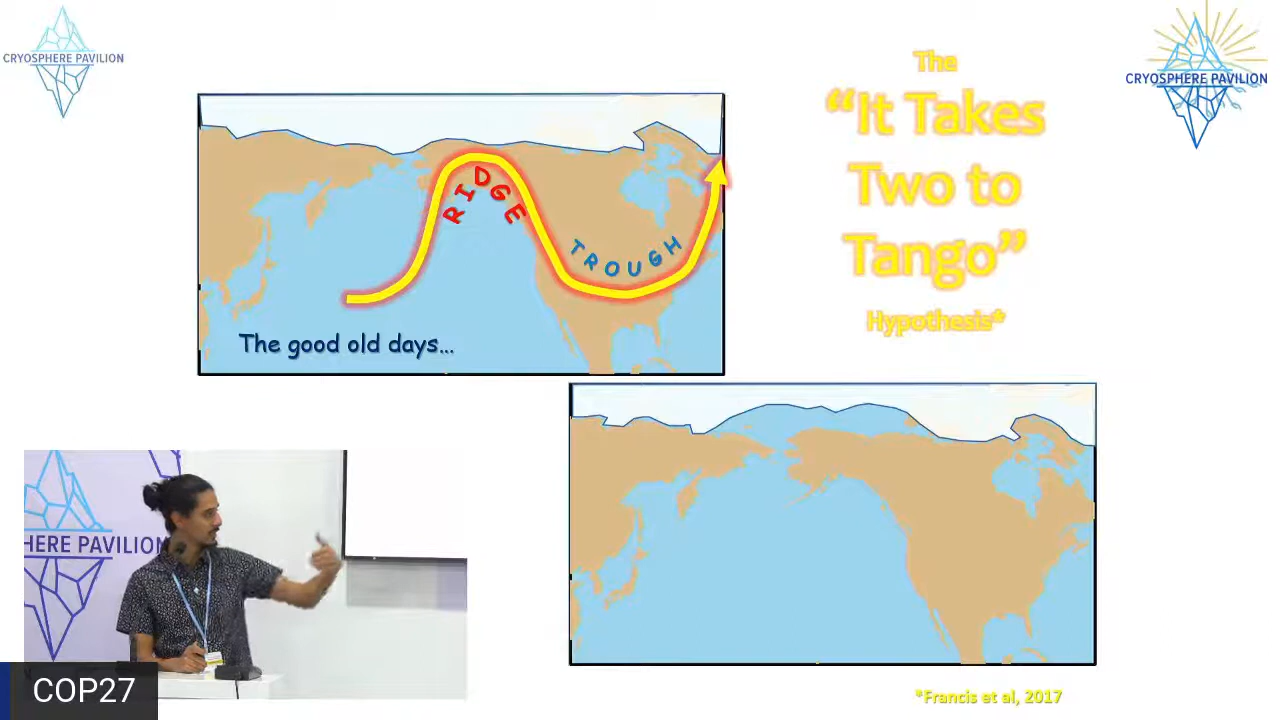 CRYOSPHERE PAVILION
The
CRYOSPHERE PAVILION
“It Takes
Two to
Tango”
Hypothesis*
RIDGE
TROUGH
The good old days...
HERE PAVILION
COP27
*Francis et al, 2017